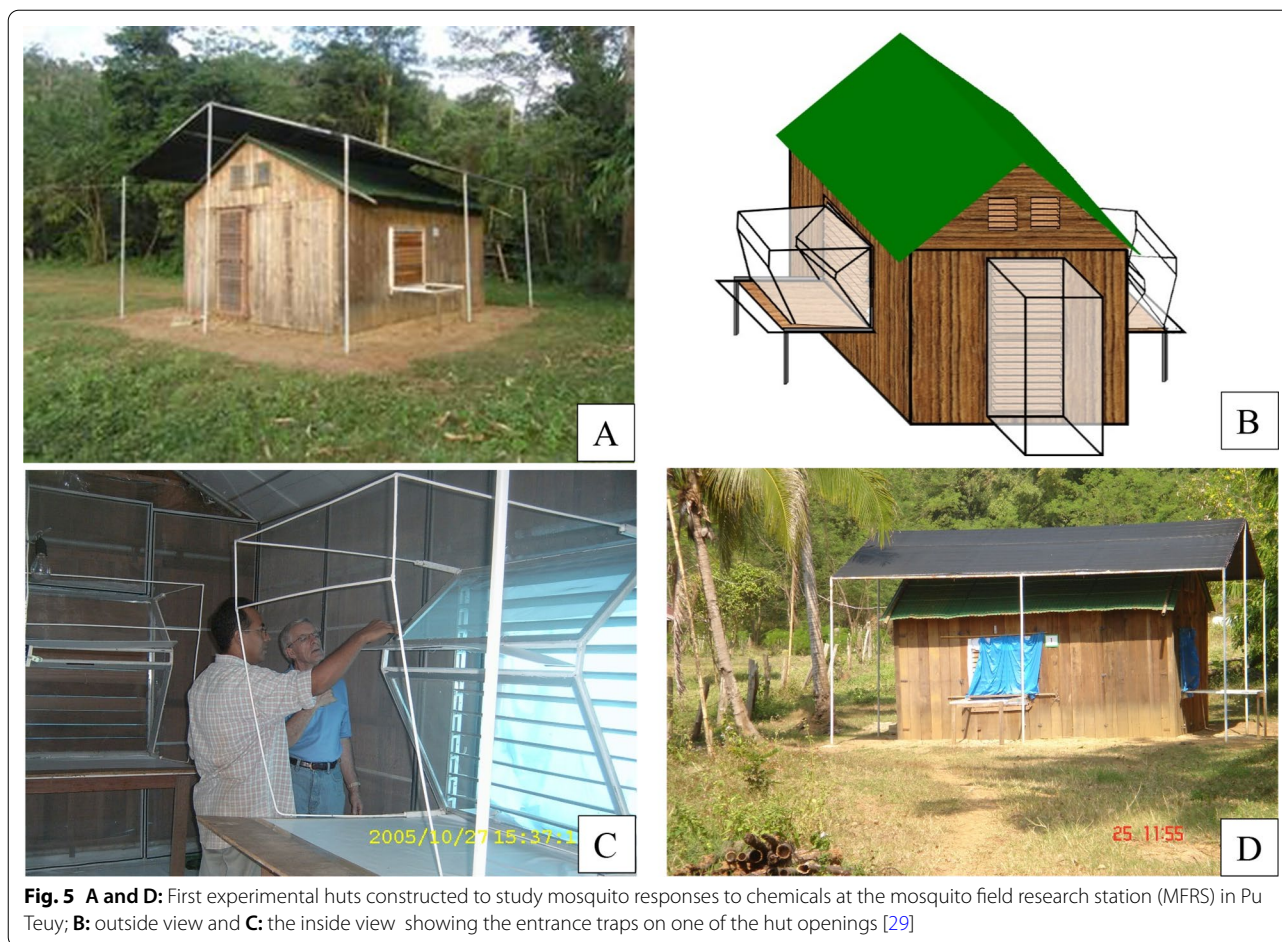 A
B
2005/10/27 15:37:1
C
25. 11:55
D
Fig. 5 A and D: First experimental huts constructed to study mosquito responses to chemicals at the mosquito field research station (MFRS) in Pu
Teuy; B: outside view and C: the inside view showing the entrance traps on one of the hut openings [29]